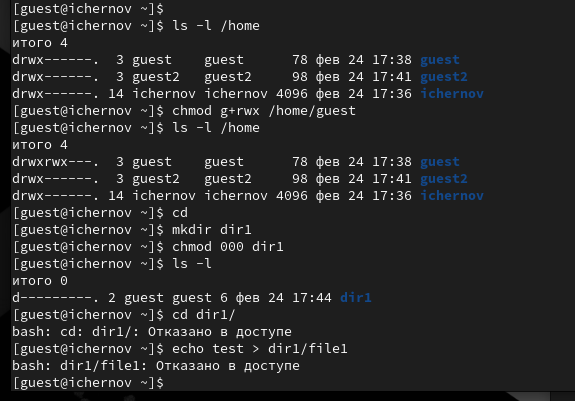 [guest@ichernov ~]$
[guest@ichernov ~]$ ls -l /home
итого 4
drwx------.  3 guest    guest      78 фев 24 17:38 guest
drwx------.  3 guest2   guest2     98 фев 24 17:41 guest2
drwx------. 14 ichernov ichernov 4096 фев 24 17:36 ichernov
[guest@ichernov ~]$ chmod g+rwx /home/guest
[guest@ichernov ~]$ ls -l /home
итого 4
drwxrwx---.  3 guest    guest      78 фев 24 17:38 guest
drwx------.  3 guest2   guest2     98 фев 24 17:41 guest2
drwx------. 14 ichernov ichernov 4096 фев 24 17:36 ichernov
[guest@ichernov ~]$ cd
[guest@ichernov ~]$ mkdir dir1
[guest@ichernov ~]$ chmod 000 dir1
[guest@ichernov ~]$ ls -l
итого 0
d---------. 2 guest guest 6 фев 24 17:44 dir1
[guest@ichernov ~]$ cd dir1/
bash: cd: dir1/: Отказано в доступе
[guest@ichernov ~]$ echo test > dir1/file1
bash: dir1/file1: Отказано в доступе
[guest@ichernov ~]$